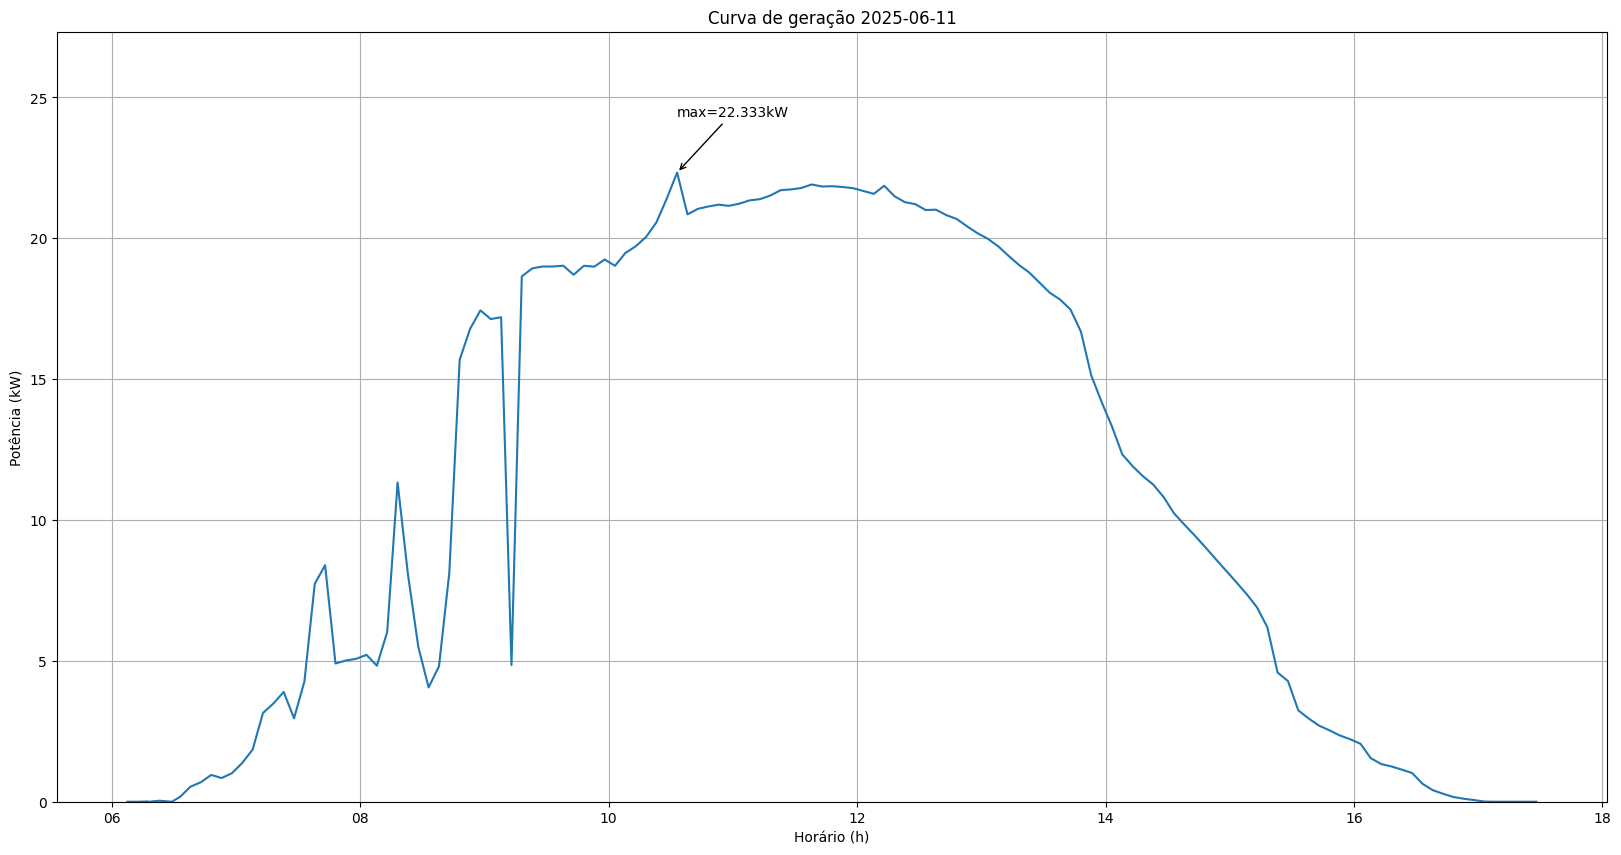 Curva de geração 2025-06-11
max=22.333kW
Potência (kW)
25
20
15
10
5
0
06 08 10 12 14 16 18
Horário (h)